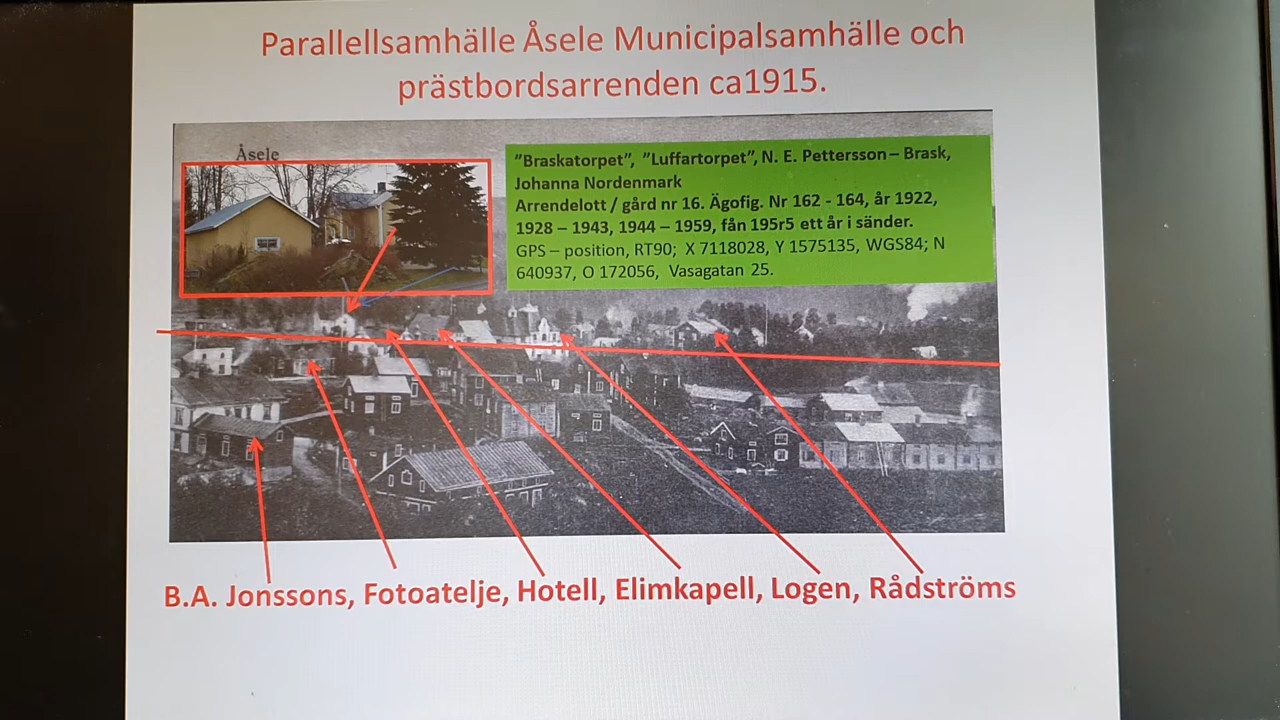 Parallellsamhälle Åsele Municipalsamhälle och
prästbordsarrenden ca1915.
Åsele
”Braskatorpet”, ”Luffartorpet”, N. E. Pettersson – Brask,
Johanna Nordenmark
Arrendelott / gård nr 16. Ägofig. Nr 162 - 164, år 1922,
1928 – 1943, 1944 – 1959, fån 195r5 ett år i sänder.
GPS – position, RT90; X 7118028, Y 1575135, WGS84; N
640937, O 172056, Vasagatan 25.
B.A. Jonssons, Fotoatelje, Hotell, Elimkapell, Logen, Rådströms